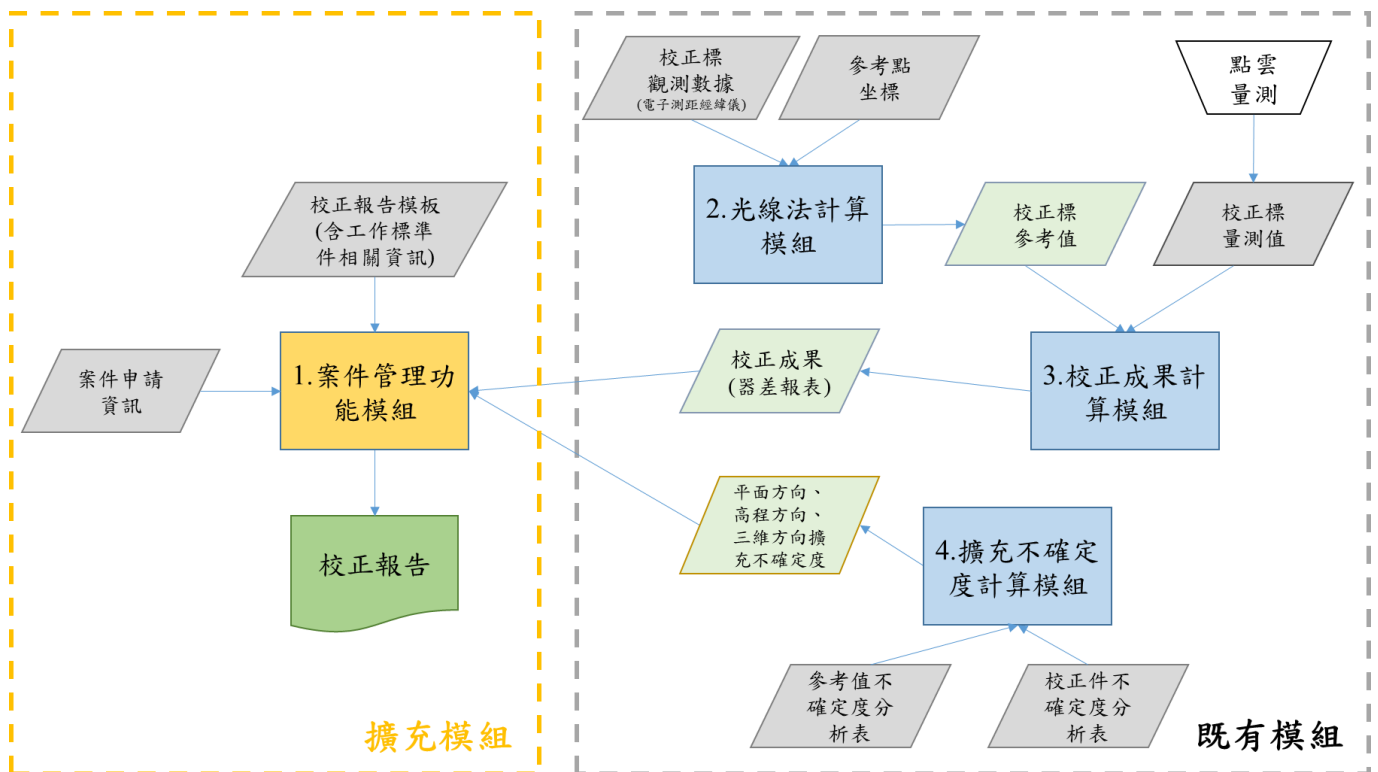 校正標
觀測數據
(電子測距經緯儀)
參考點
坐標
點雲
量測
校正報告模板
(含工作標準
件相關資訊)
2.光線法計算
模組
校正標
參考值
校正標
量測值
案件申請
資訊
1.案件管理功
能模組
校正成果
(器差報表)
3.校正成果計
算模組
平面方向、
高程方向、
三維方向擴
充不確定度
校正報告
4.擴充不確定
度計算模組
參考值不
確定度分
析表
校正件不
確定度分
析表
擴充模組
既有模組